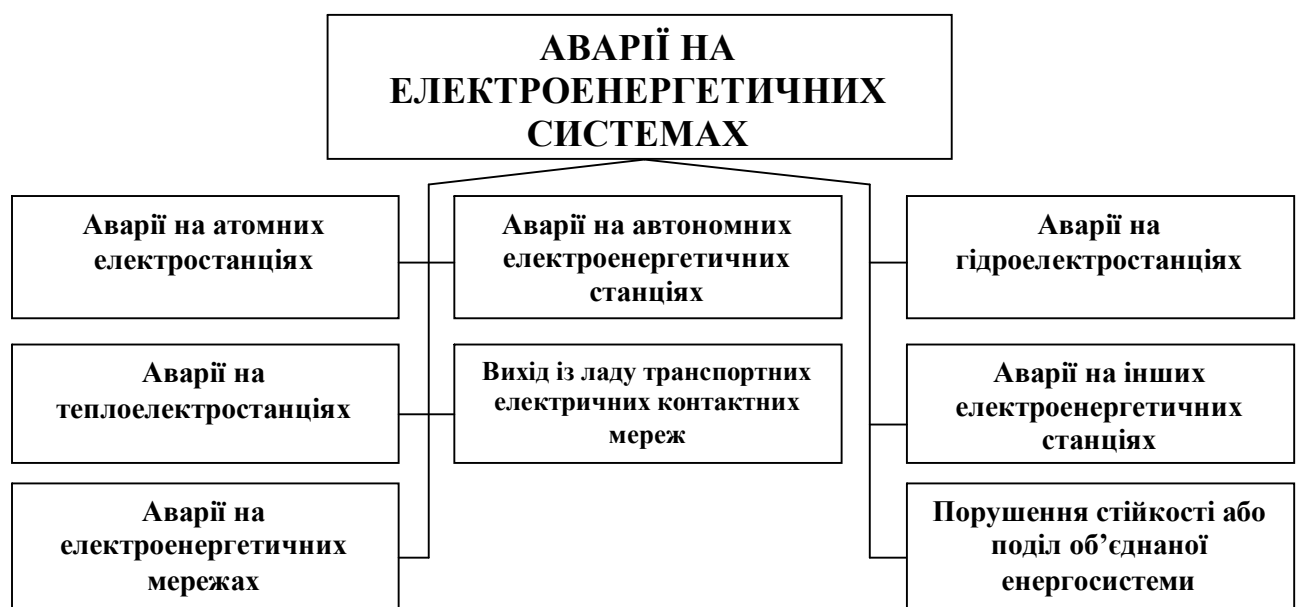 АВАРІЇ НА
ЕЛЕКТРОЕНЕРГЕТИЧНИХ
СИСТЕМАХ
Аварії на атомних
електростанціях
Аварії на автономних
електроенергетичних
станціях
Аварії на
гідроелектростанціях
Аварії на
теплоелектростанціях
Вихід із ладу транспортних
електричних контактних
мереж
Аварії на інших
електроенергетичних
станціях
Аварії на
електроенергетичних
мережах
Порушення стійкості або
поділ об’єднаної
енергосистеми